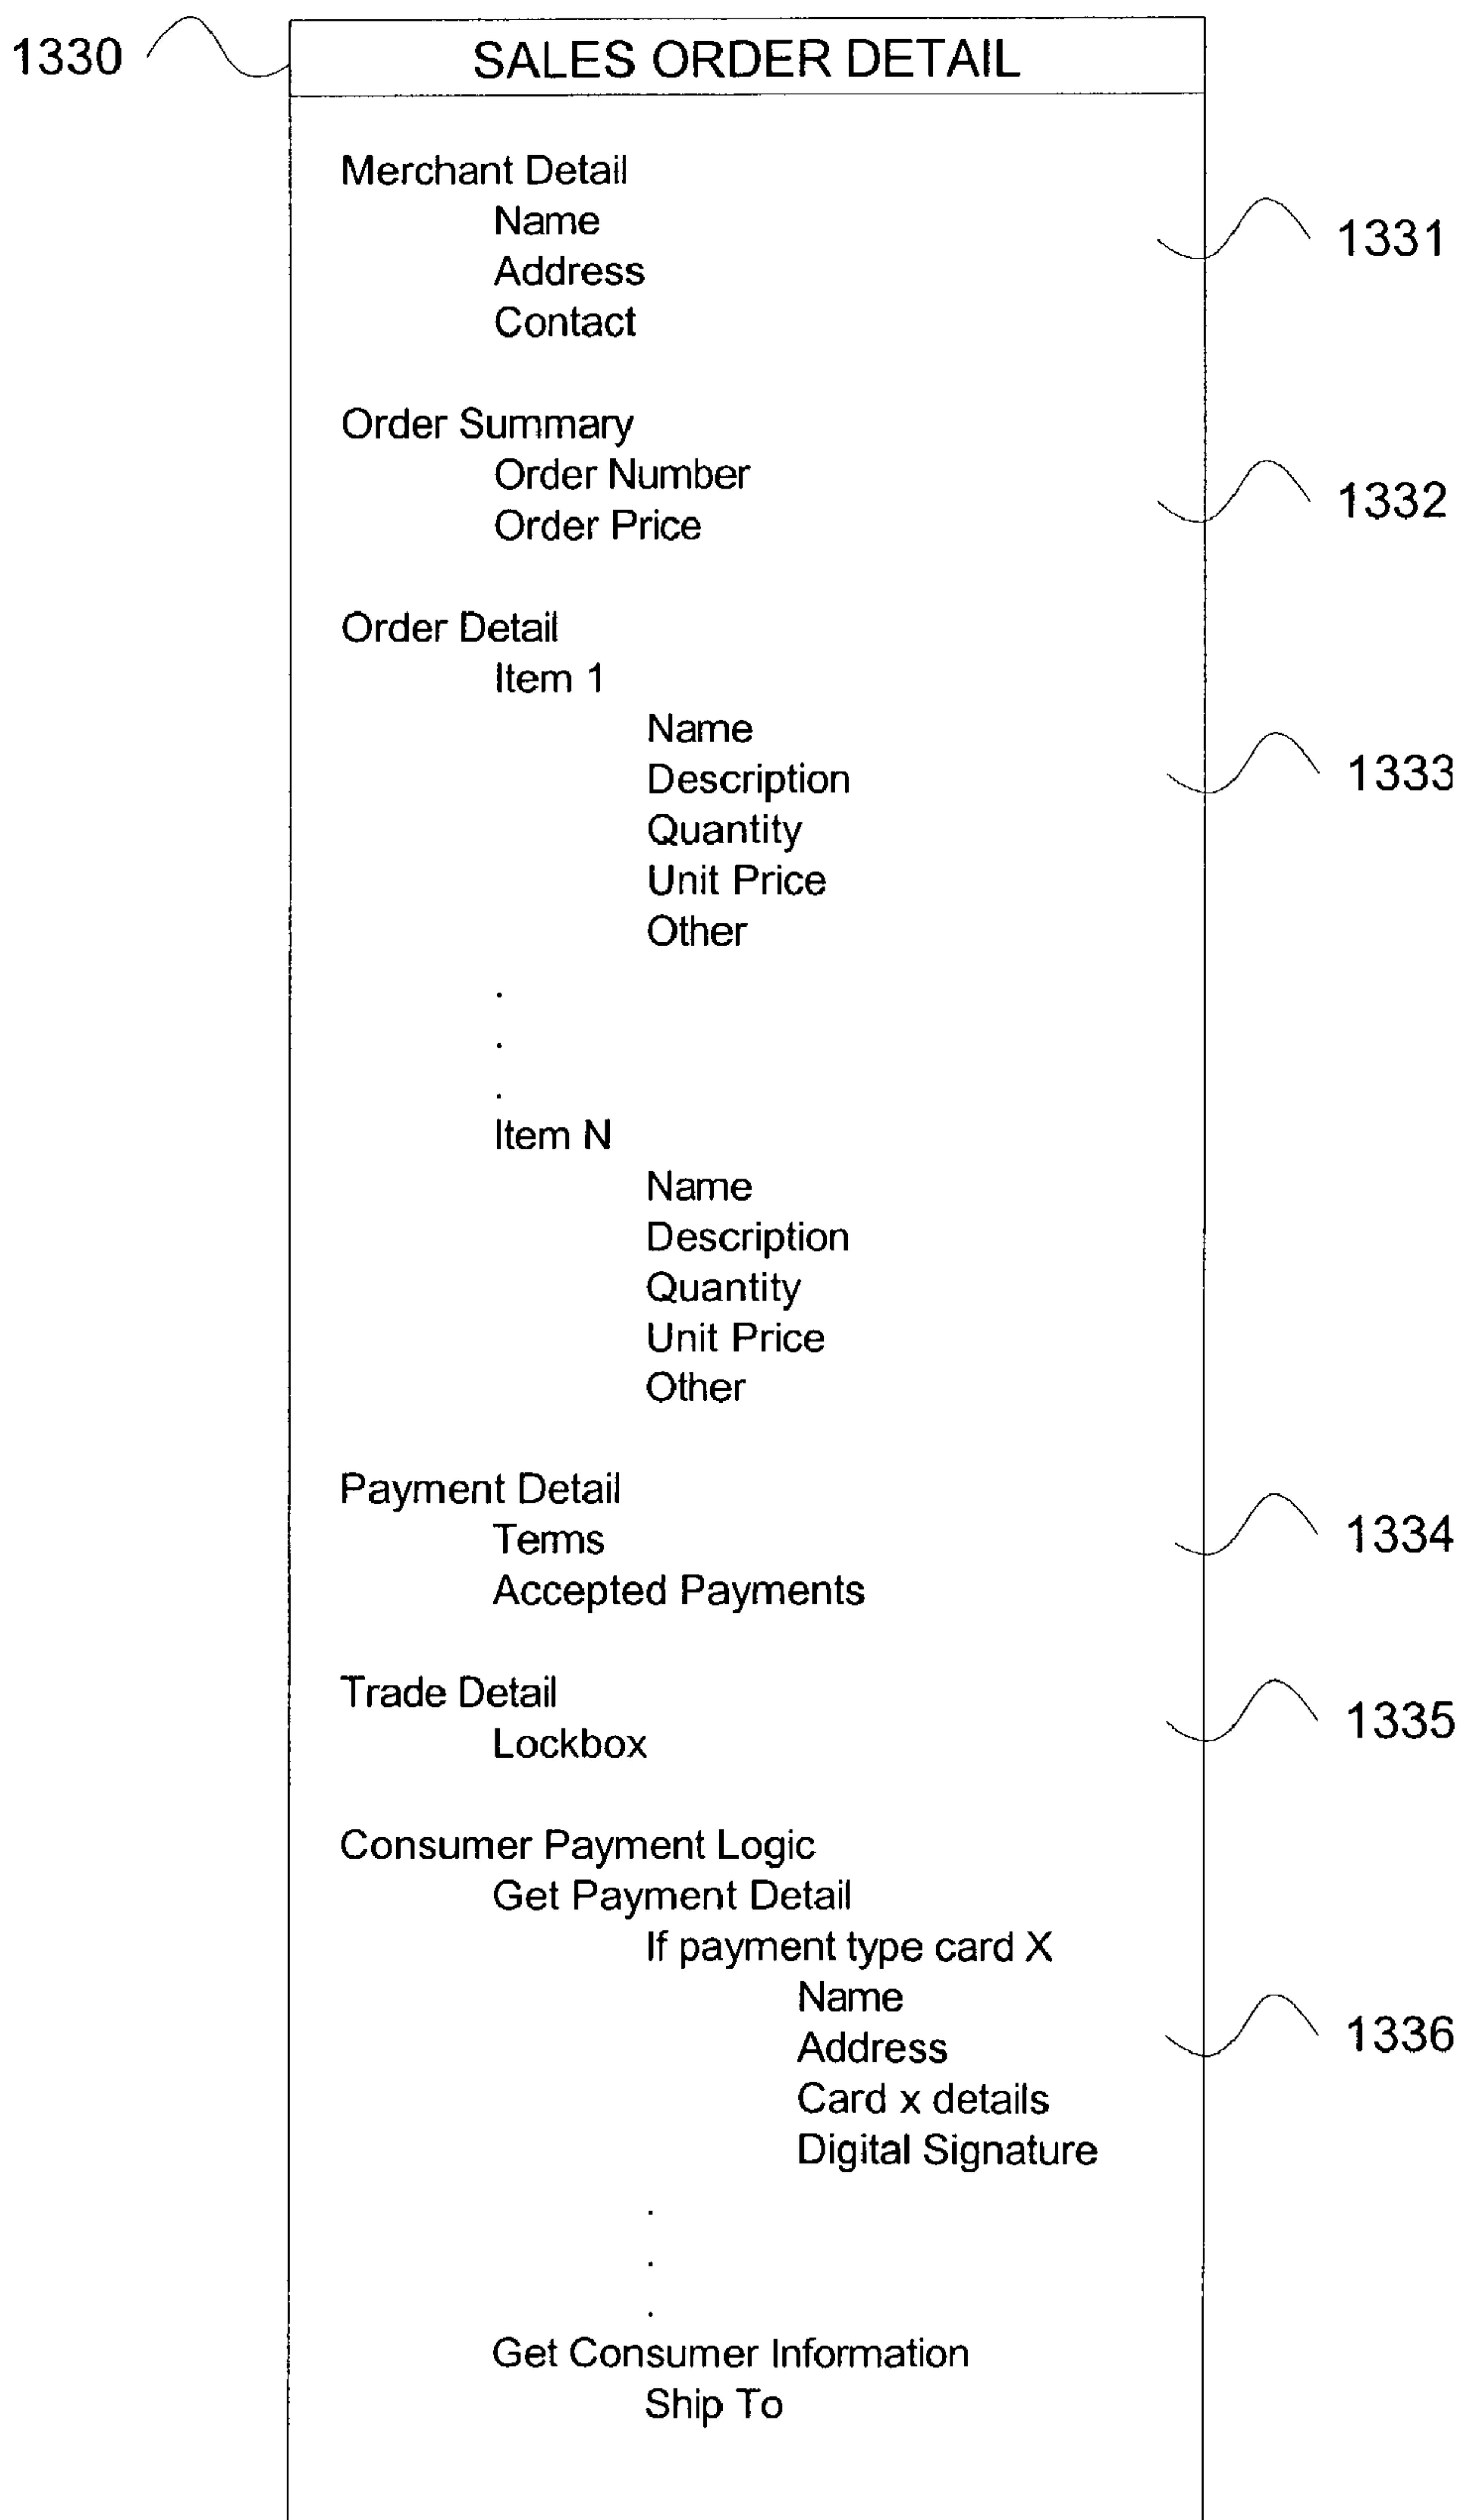 1330
SALES ORDER DETAIL
Merchant Detail
Name
1331
Address
Contact
Order Summary
Order Number
1332
Order Price
Order Detail
Item 1
Name
Description
1333
Quantity
Unit Price
Other
.
.
.
Item N
Name
Description
Quantity
Unit Price
Other
Payment Detail
Terms
1334
Accepted Payments
Trade Detail
1335
Lockbox
Consumer Payment Logic
Get Payment Detail
If payment type card X
Name
Address
1336
Card x details
Digital Signature
.
.
.
Get Consumer Information
Ship To